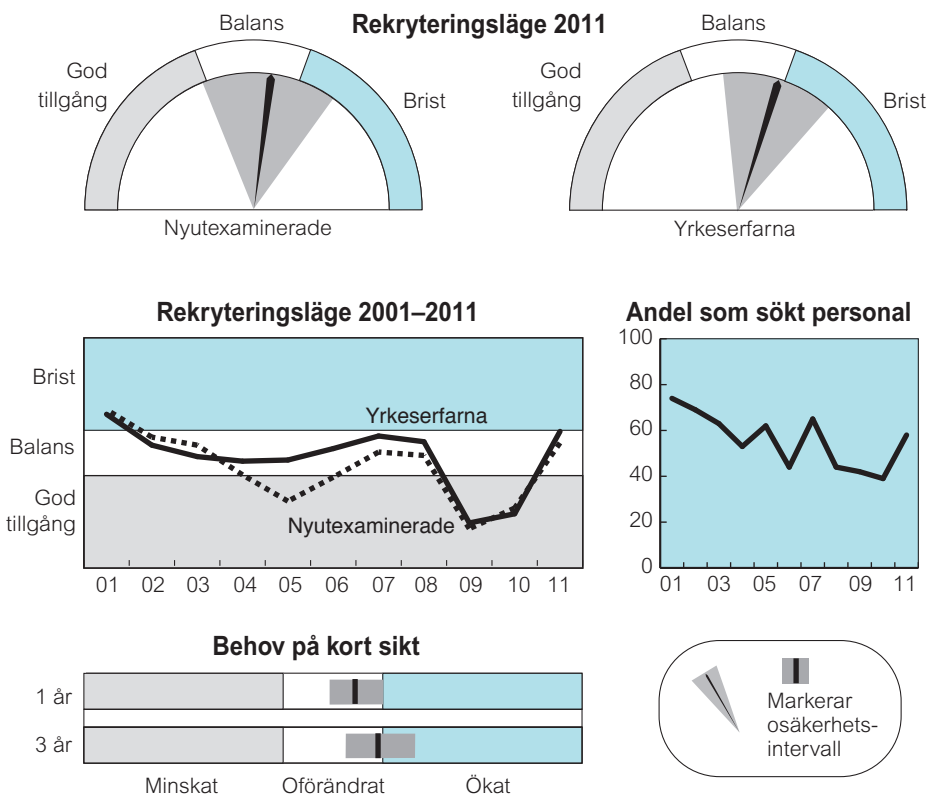 Rekryteringsläge 2011
Balans
God
tillgång
Brist
Nyutexaminerade
Balans
God
tillgång
Brist
Yrkeserfarna
Rekryteringsläge 2001–2011
Brist
Balans
God
tillgång
Yrkeserfarna
Nyutexaminerade
01 02 03 04 05 06 07 08 09 10 11
Andel som sökt personal
100
80
60
40
20
0
01 03 05 07 09 11
Behov på kort sikt
1 år
3 år
Minskat Oförändrat Ökat
Markerar
osäkerhets-
intervall